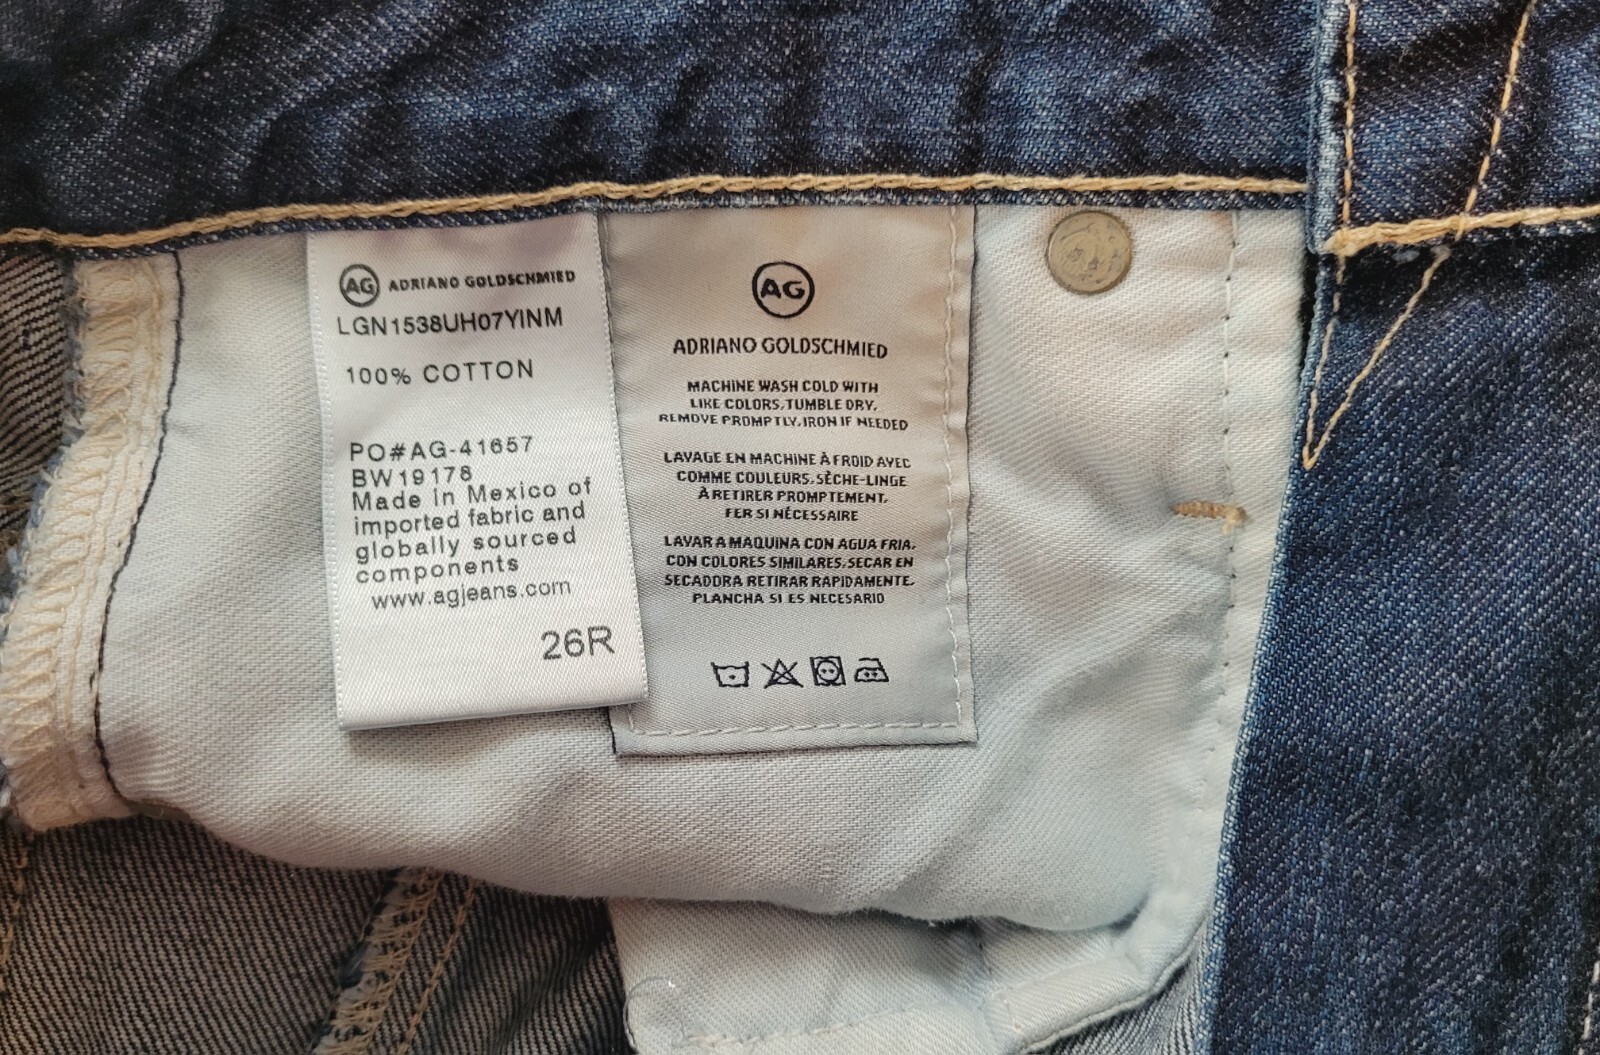 AG ADRIANO GOLDSCHMIED
LGN1538UH07YINM
100% COTTON
PO#AG-41657
BW19178
Made in Mexico of
imported fabric and
globally sourced
components
www.agjeans.com
26R
AG
ADRIANO GOLDSCHMIED
MACHINE WASH COLD WITH
LIKE COLORS, TUMBLE DRY,
REMOVE PROMPTLY, IRON IF NEEDED
LAVAGE EN MACHINE À FROID AVEC
COMME COULEURS, SÈCHE-LINGE
À RETIRER PROMPTEMENT,
FER SI NÉCESSAIRE
LAVAR A MAQUINA CON AGUA FRIA,
CON COLORES SIMILARES, SECAR EN
SECADORA RETIRAR RAPIDAMENTE,
PLANCHA SI ES NECESARIO